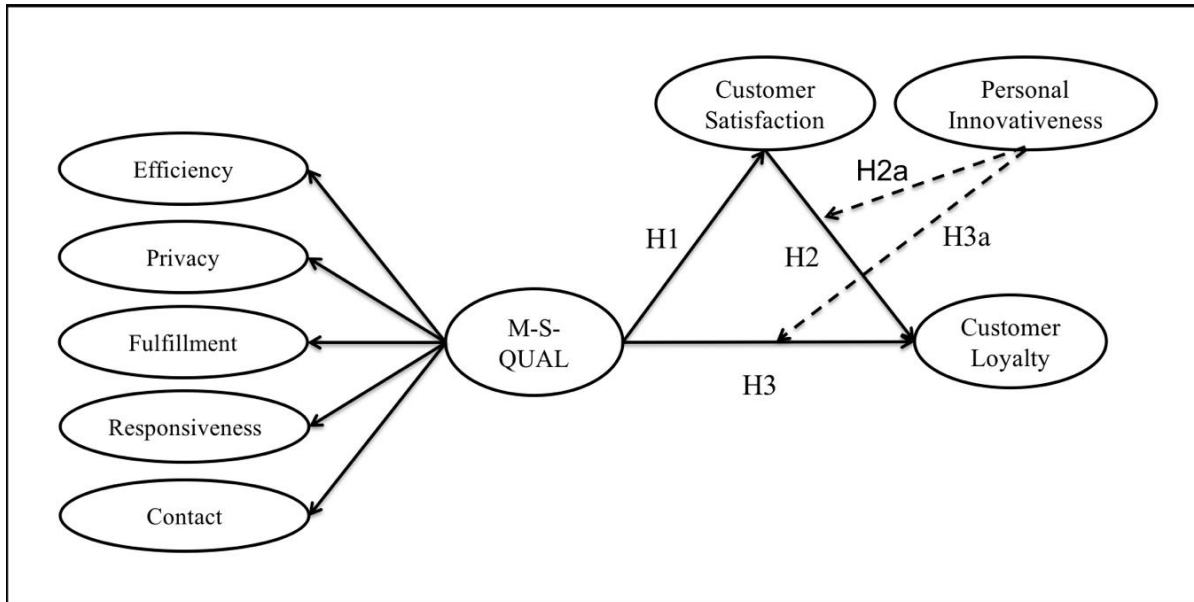 Customer
Satisfaction
Personal
Innovativeness
Efficiency
H2a
Privacy
H1
H2
H3a
Fulfillment
M-S-
QUAL
Customer
Loyalty
H3
Responsiveness
Contact